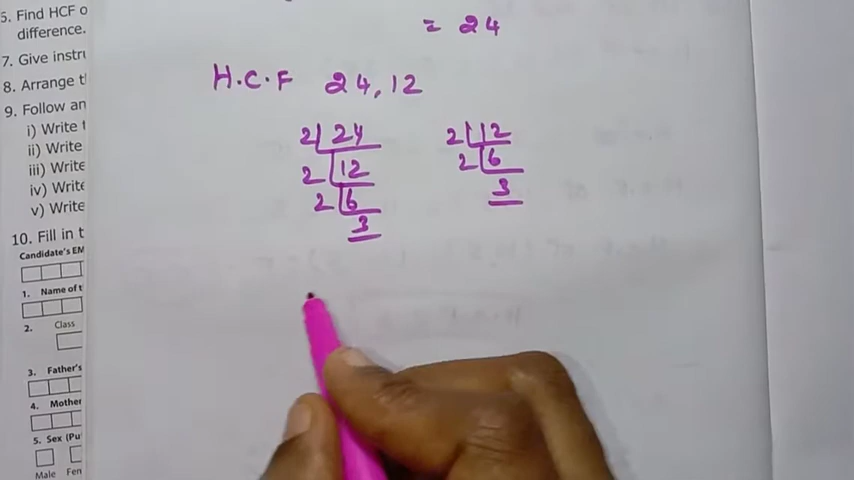 5. Find HCF o
difference.
7. Give instru
8. Arrange t
9. Follow an
i) Write t
ii) Write
iii) Write
iv) Write
v) Write
10. Fill in t
Candidate's EM
1. Name of t
2. Class
3. Father's
4. Mother
5. Sex (Pu
Male Fen
= 24
H.C.F 24, 12
2 24 2 12
2 12 2 6
2 6 3
3